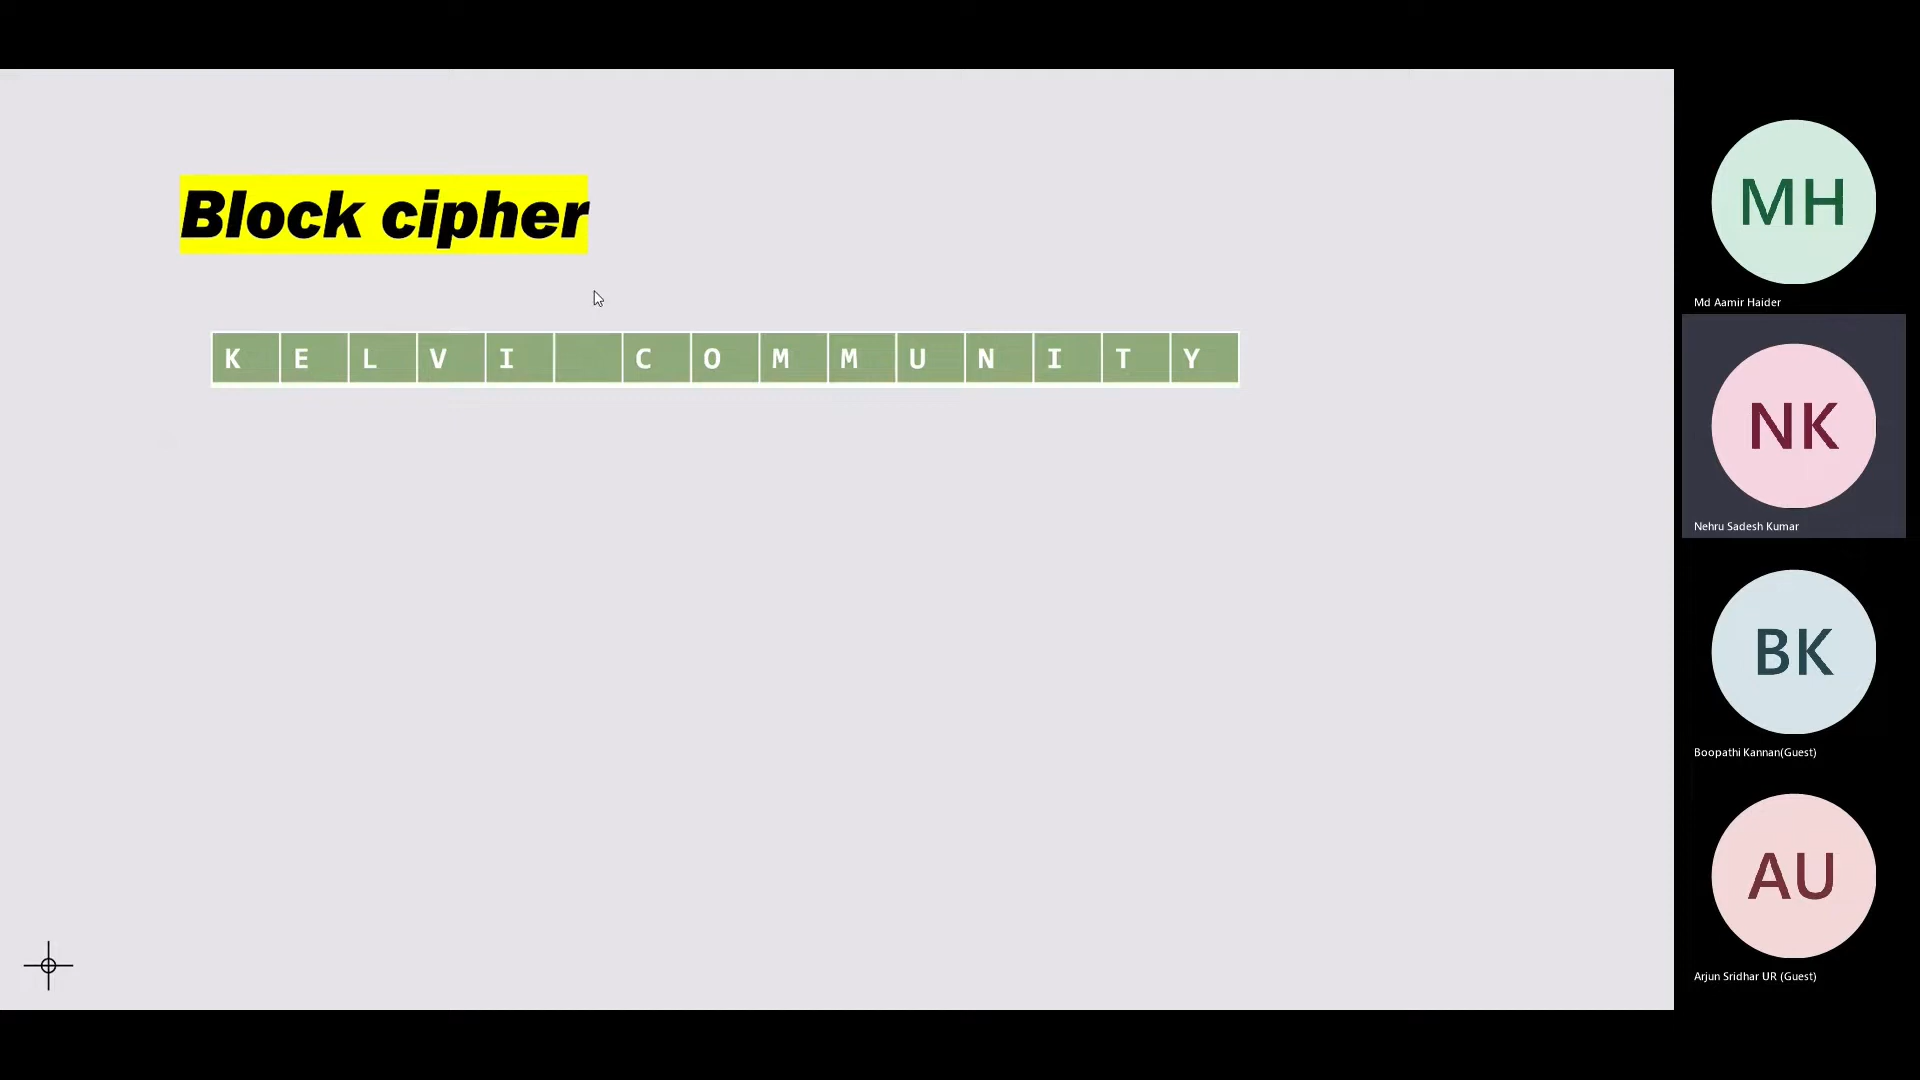 Block cipher
K E L V I C O M M U N I T Y
MH
Md Aamir Haider
NK
Nehru Sadesh Kumar
BK
Boopathi Kannan(Guest)
AU
Arjun Sridhar UR (Guest)